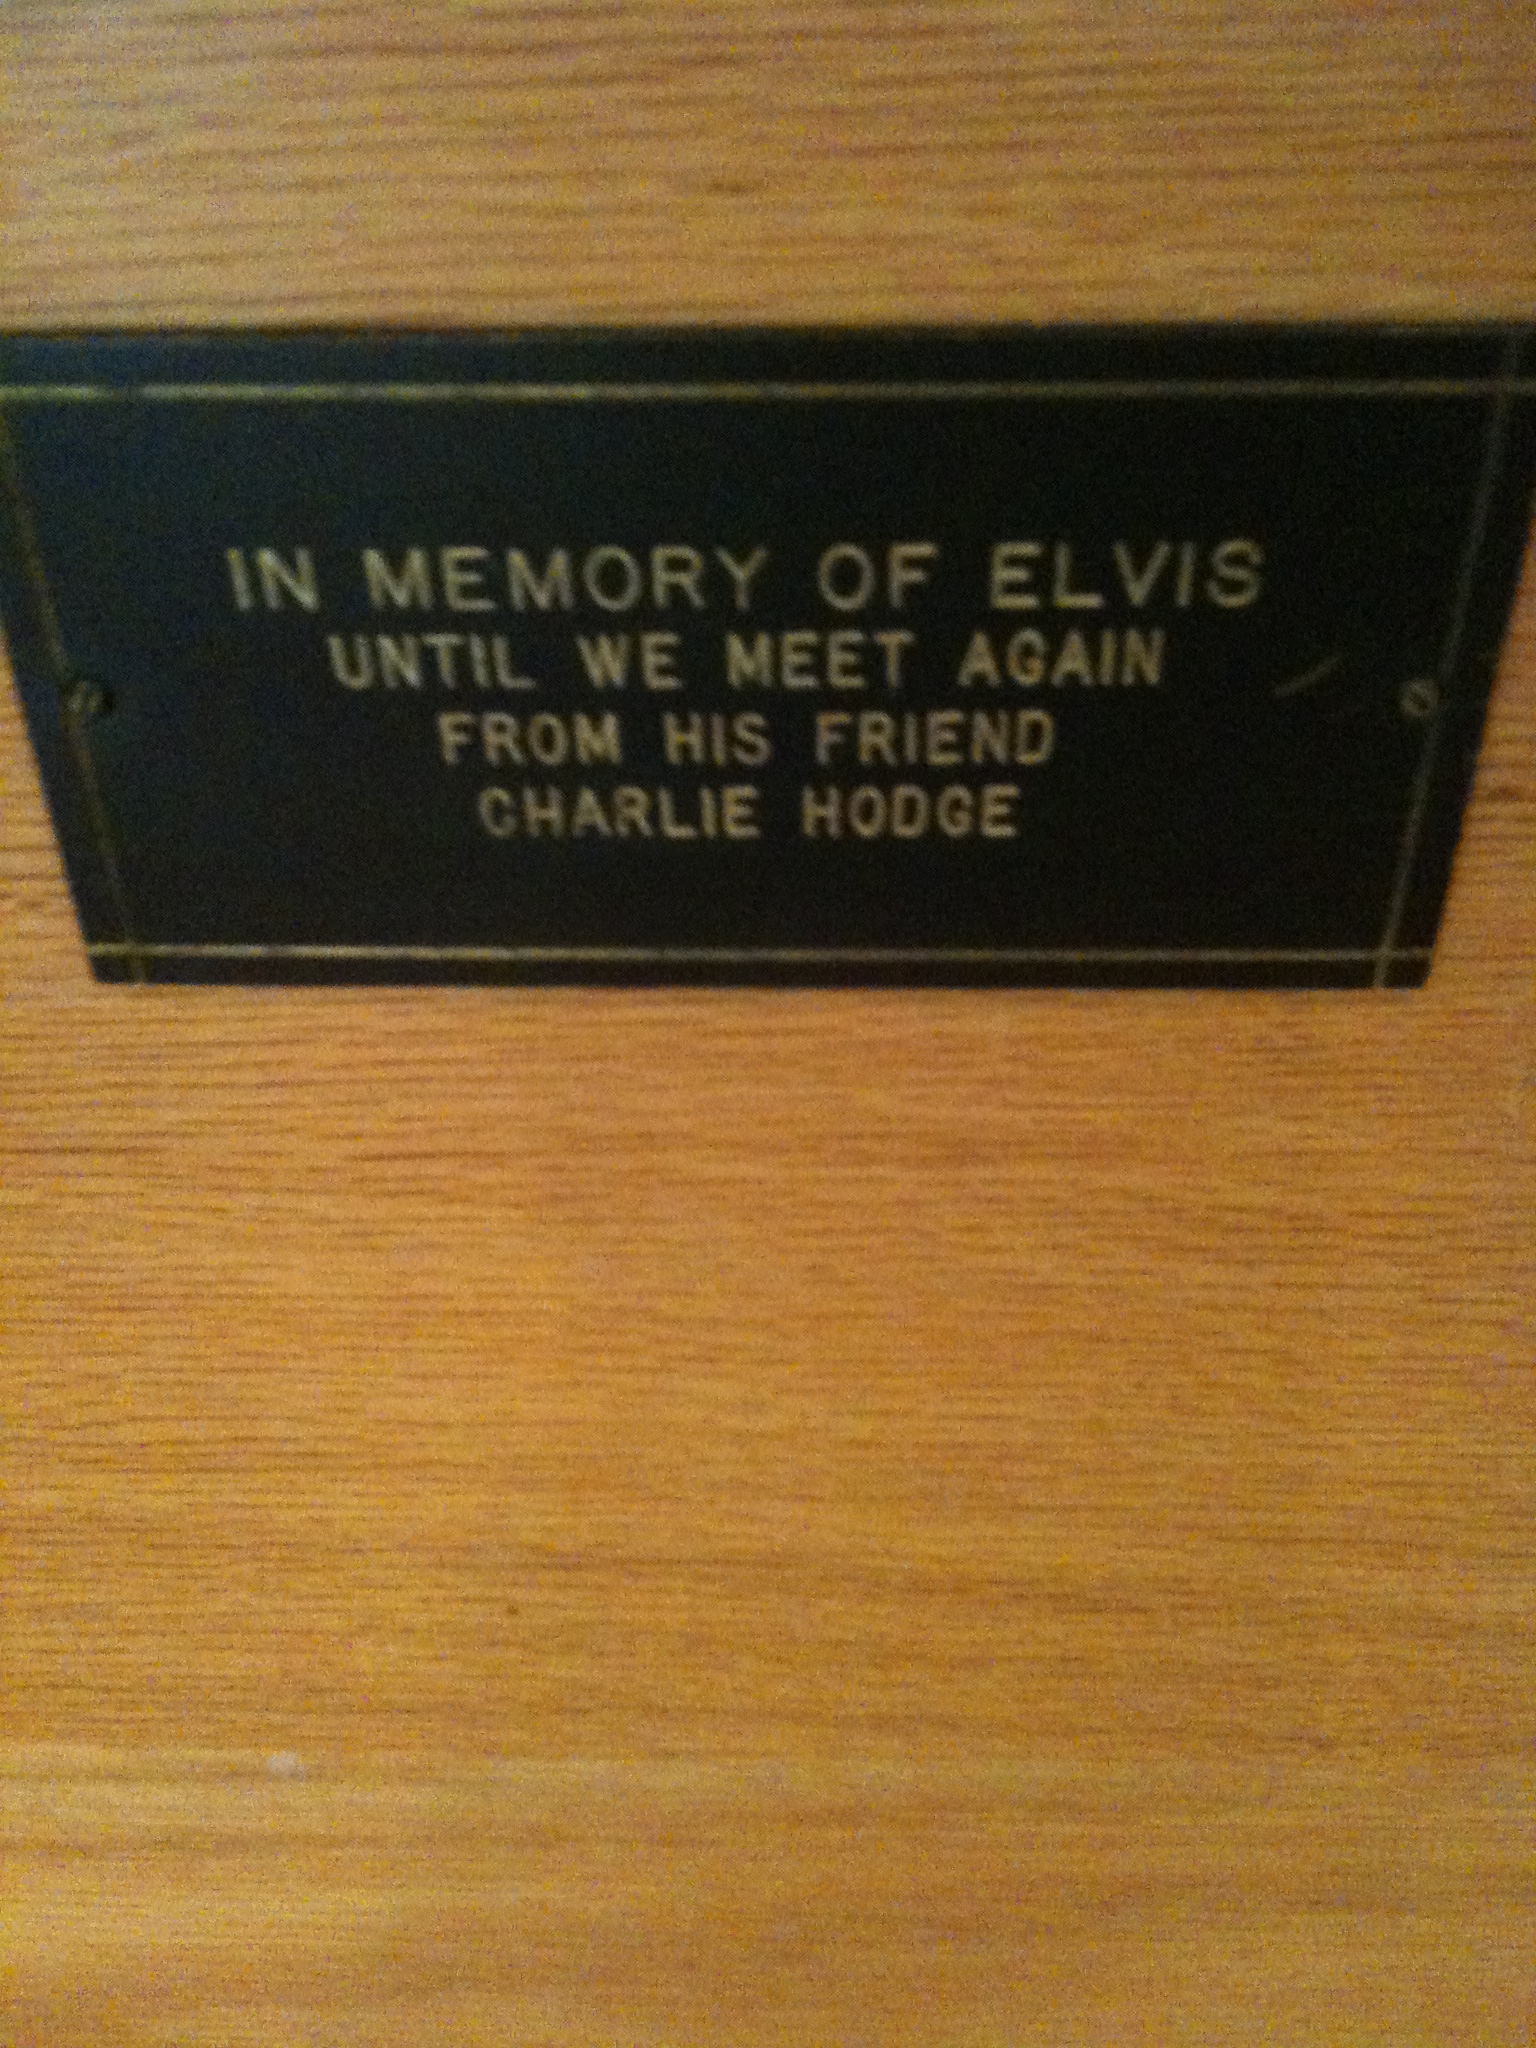 IN MEMORY OF ELVIS
UNTIL WE MEET AGAIN
FROM HIS FRIEND
CHARLIE HODGE